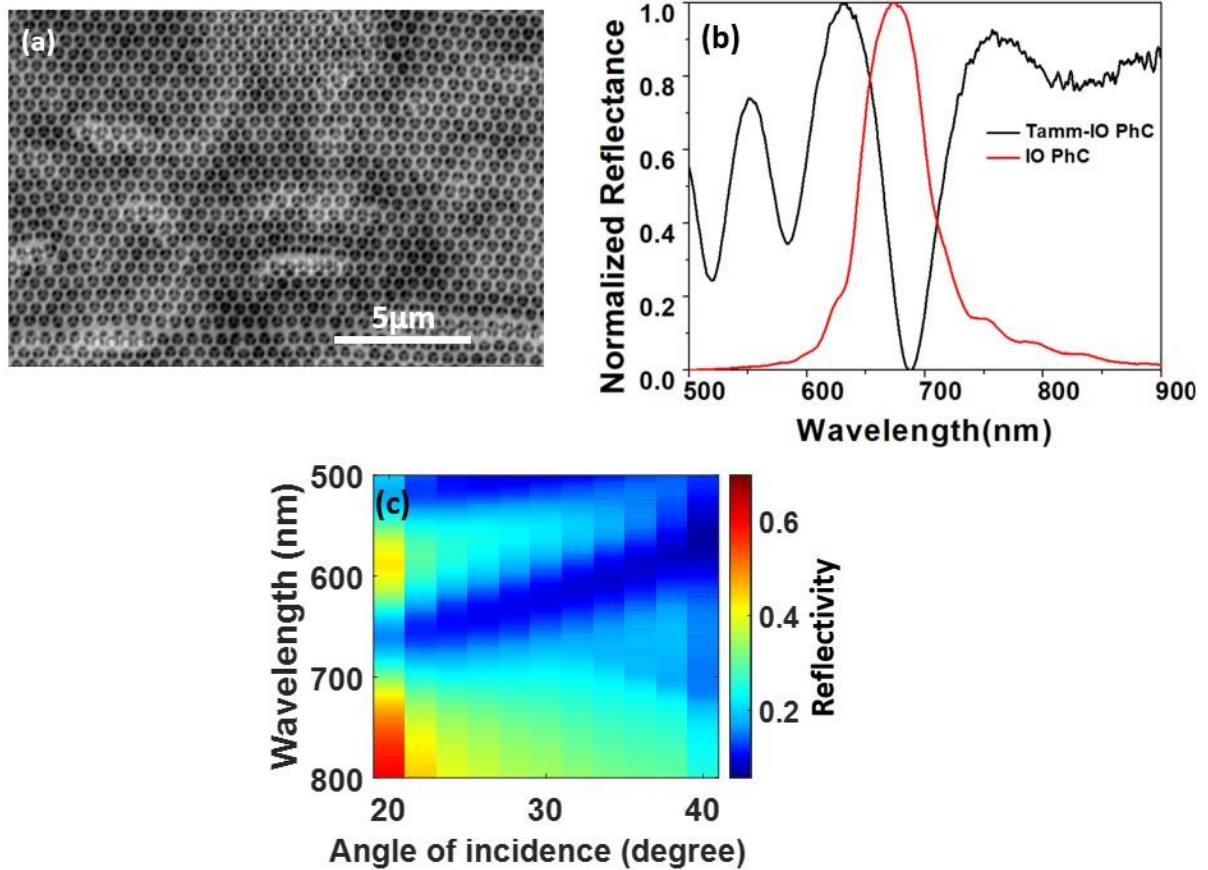 (a)
5μm
(b)
Normalized Reflectance
1.0
0.8
0.6
0.4
0.2
0.0
Tamm-IO PhC
IO PhC
500 600 700 800 900
Wavelength(nm)
(c)
Wavelength (nm)
500
600
700
800
20 30 40
Angle of incidence (degree)
0.6
0.4
0.2
Reflectivity